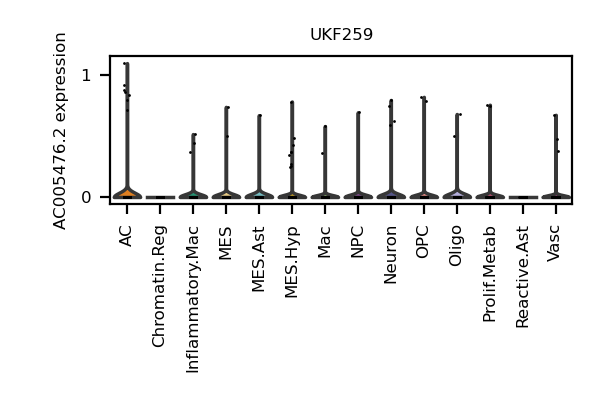 UKF259
AC005476.2 expression
1
0
AC
Chromatin.Reg
Inflammatory.Mac
MES
MES.Ast
MES.Hyp
Mac
NPC
Neuron
OPC
Oligo
Prolif.Metab
Reactive.Ast
Vasc